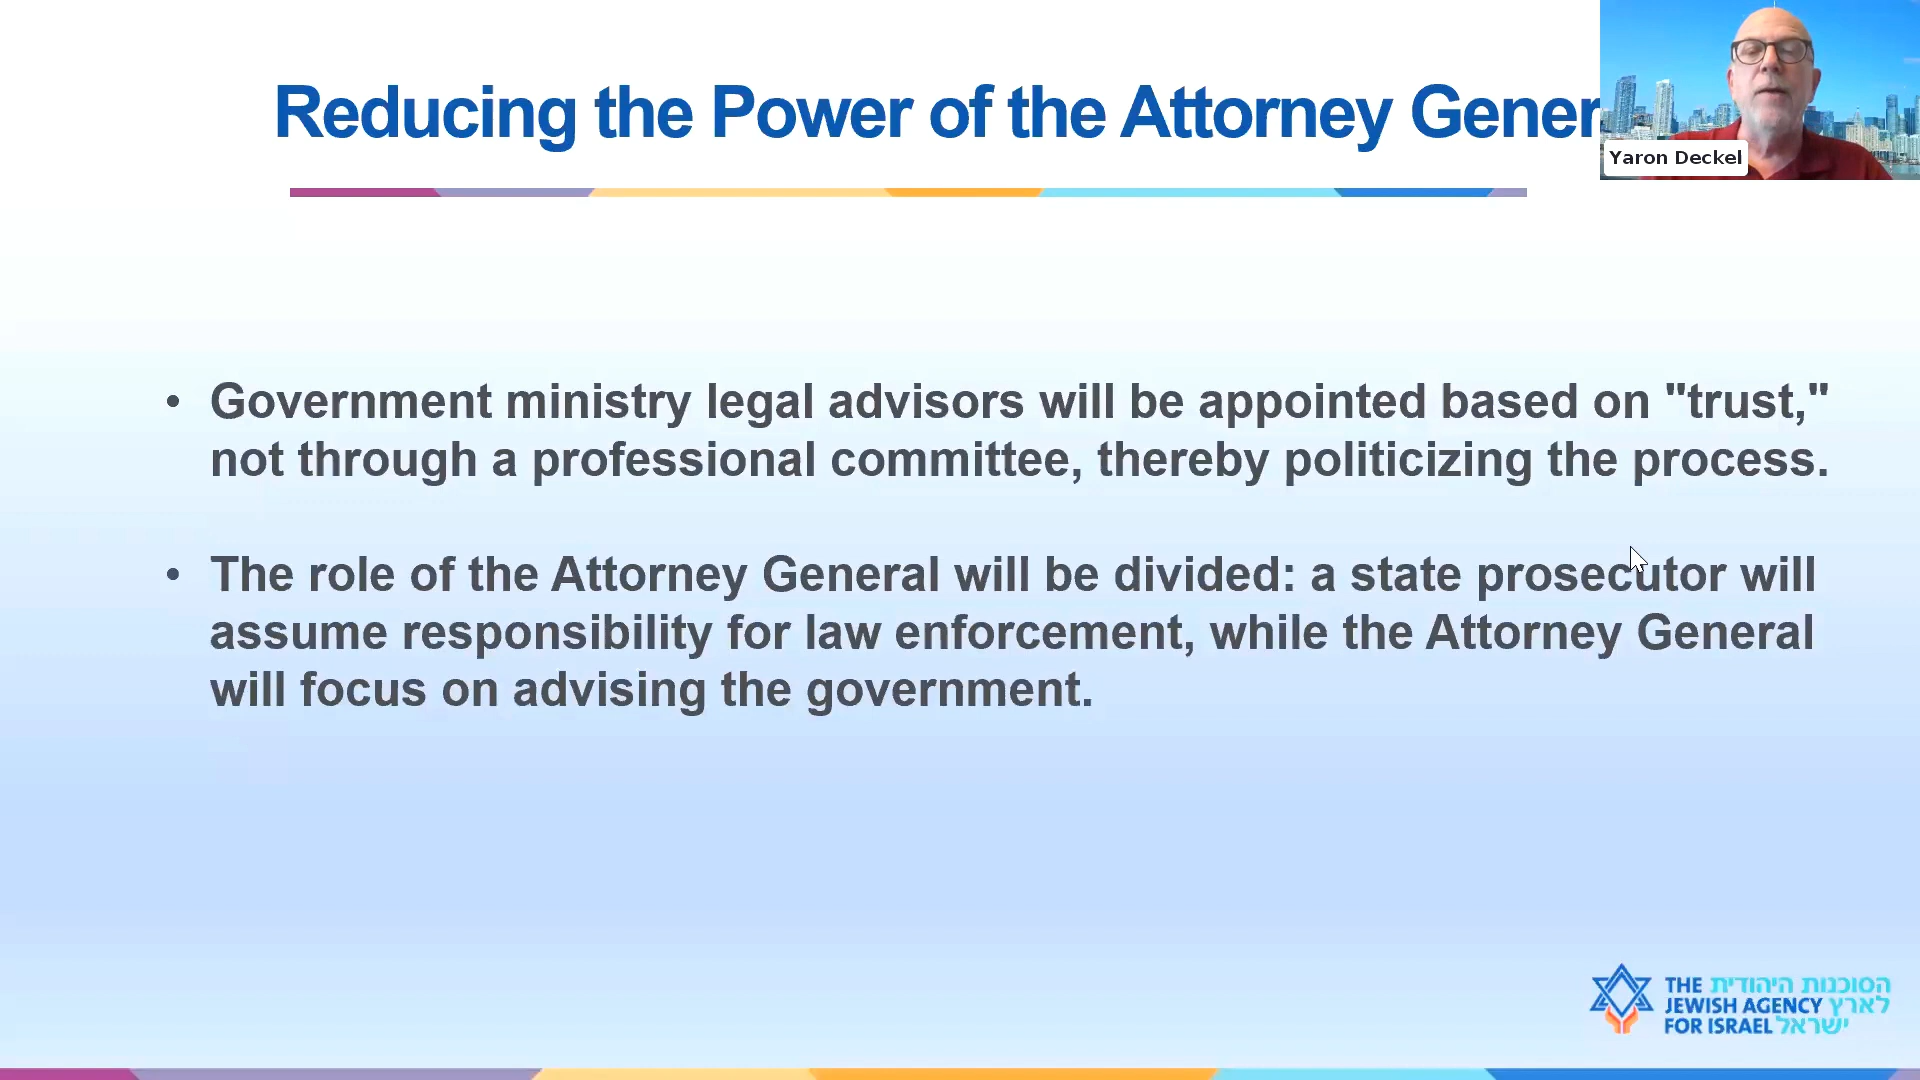 Reducing the Power of the Attorney Gener
Yaron Deckel
• Government ministry legal advisors will be appointed based on "trust,"
not through a professional committee, thereby politicizing the process.
• The role of the Attorney General will be divided: a state prosecutor will
assume responsibility for law enforcement, while the Attorney General
will focus on advising the government.
THE הסוכנות היהודית
JEWISH AGENCY לארץ
FOR ISRAEL ישראל